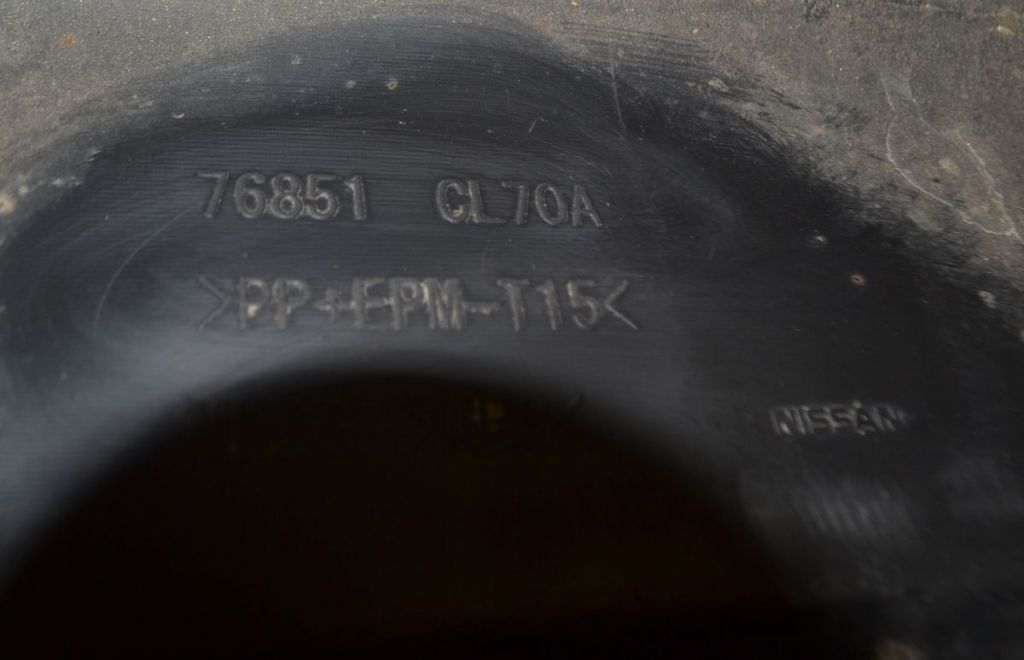 76851 CL70A
>PP+EPM-T15<
NISSAN